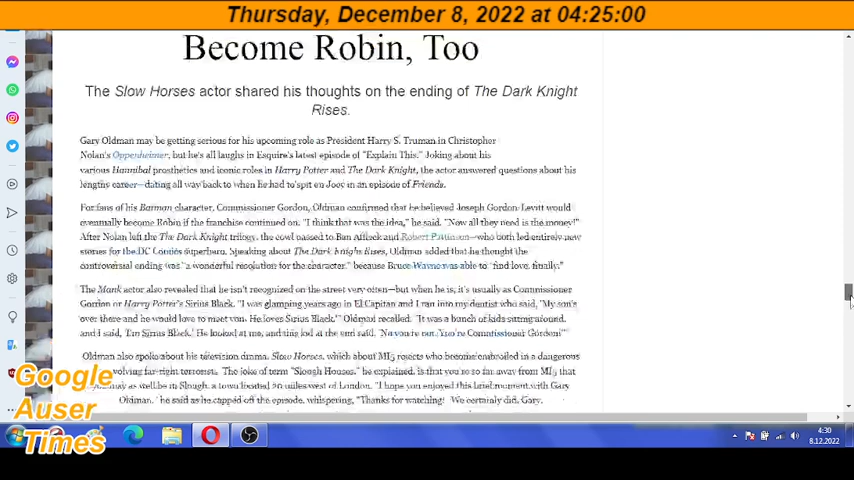 Thursday, December 8, 2022 at 04:25:00
Become Robin, Too
The Slow Horses actor shared his thoughts on the ending of The Dark Knight
Rises.
Gary Oldman may be getting serious for his upcoming role as President Harry S. Truman in Christopher
Nolan's Oppenheimer, but he's all laughs in Esquire's latest episode of "Explain This." Joking about his
various Hannibal prosthetics and iconic roles in Harry Potter and The Dark Knight, the actor answered questions about his
lengthy career—dating all way back to when he had to spit on Joey in an episode of Friends.
For fans of his Batman character, Commissioner Gordon, Oldman confirmed that he believed Joseph Gordon-Levitt would
eventually become Robin if the franchise continued on. "I think that was the idea," he said. "Now all they need is the money!"
After Nolan left the The Dark Knight trilogy, the cowl passed to Ben Affleck and Robert Pattinson—who both led entirely new
stories for the DC Comics superhero. Speaking about The Dark Knight Rises, Oldman added that he thought the
controversial ending was "a wonderful resolution for the character," because Bruce Wayne was able to "find love, finally."
The Mank actor also revealed that he isn't recognized on the street very often—but when he is, it's usually as Commissioner
Gordon or Harry Potter's Sirius Black. "I was glamping years ago in El Capitan and I ran into my dentist who said, 'My son's
over there and he would love to meet you. He loves Sirius Black.'" Oldman recalled. "It was a bunch of kids sitting around,
and I said, 'I'm Sirius Black.' He looked at me, and this kid at the end said, 'No you're not. You're Commissioner Gordon!'"
Oldman also spoke about his television drama, Slow Horses, which about MI5 rejects who become embroiled in a dangerous
volving far-right terrorist. The joke of term "Slough House," he explained, is that you're so far away from MI5 that
you may as well be in Slough, a town located 20 miles west of London. "I hope you enjoyed this brief moment with Gary
Oldman," he said as he capped off the episode, whispering, "Thanks for watching!" We certainly did, Gary.
Google
Auser
Times
4:30
8.12.2022